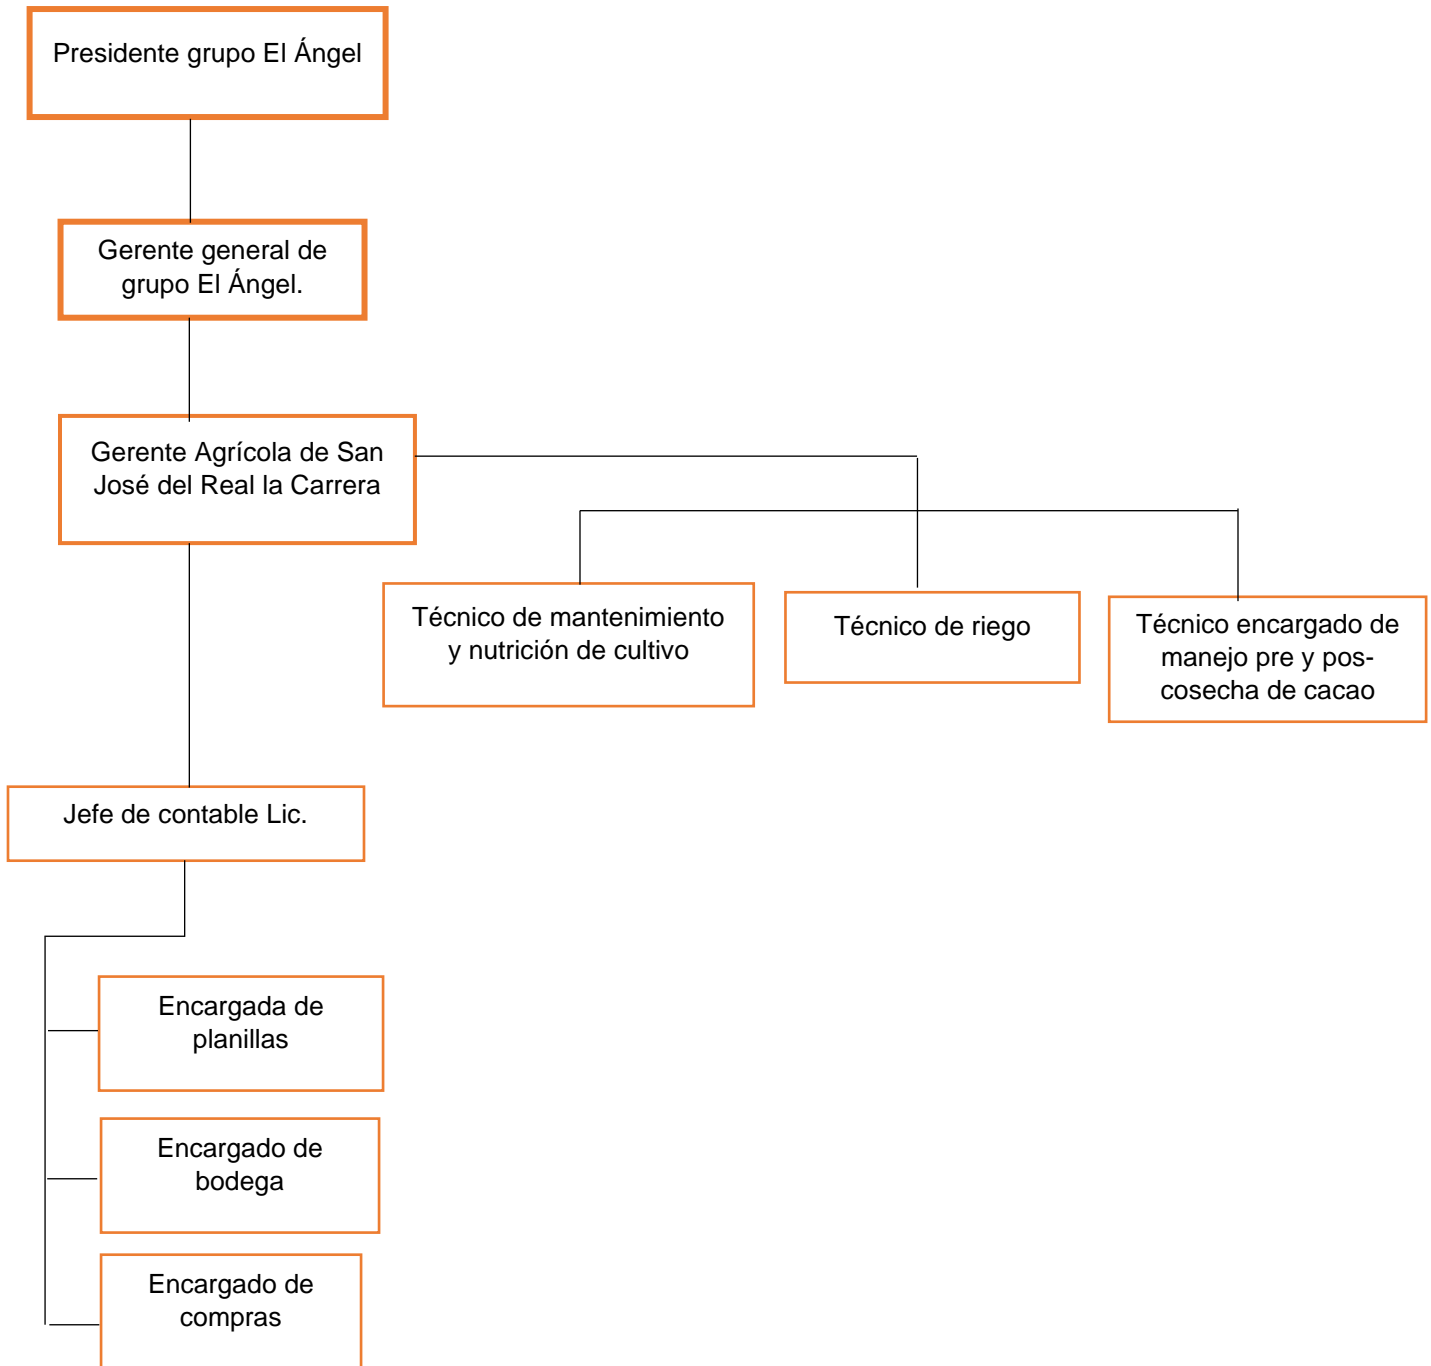 Presidente grupo El Ángel
Gerente general de
grupo El Ángel.
Gerente Agrícola de San
José del Real la Carrera
Técnico de mantenimiento
y nutrición de cultivo
Técnico de riego
Técnico encargado de
manejo pre y pos-
cosecha de cacao
Jefe de contable Lic.
Encargada de
planillas
Encargado de
bodega
Encargado de
compras